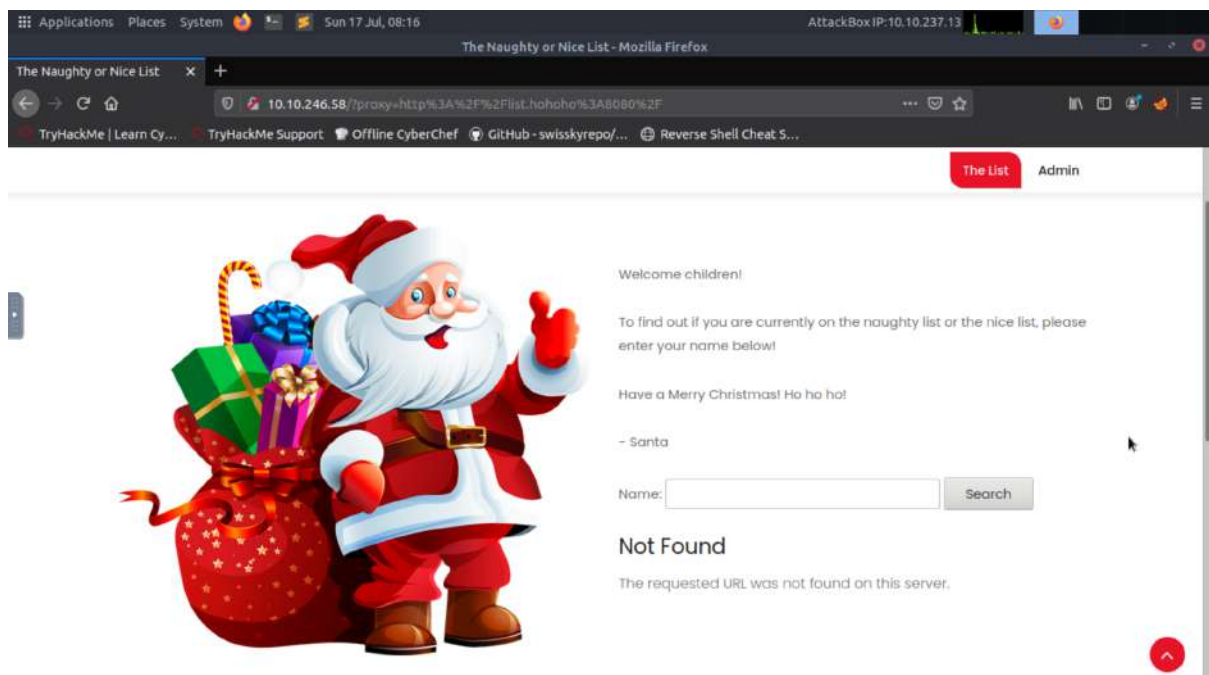 Applications Places System Sun 17 Jul, 08:16 AttackBox IP:10.10.237.13
The Naughty or Nice List - Mozilla Firefox
The Naughty or Nice List
10.10.246.58/?proxy=http%3A%2F%2Flist.hohoho%3A8080%2F
TryHackMe | Learn Cy... TryHackMe Support Offline CyberChef GitHub - swisskyrepo/... Reverse Shell Cheat S...
The List Admin
Welcome children!
To find out if you are currently on the naughty list or the nice list, please
enter your name below!
Have a Merry Christmas! Ho ho ho!
- Santa
Name: Search
Not Found
The requested URL was not found on this server.